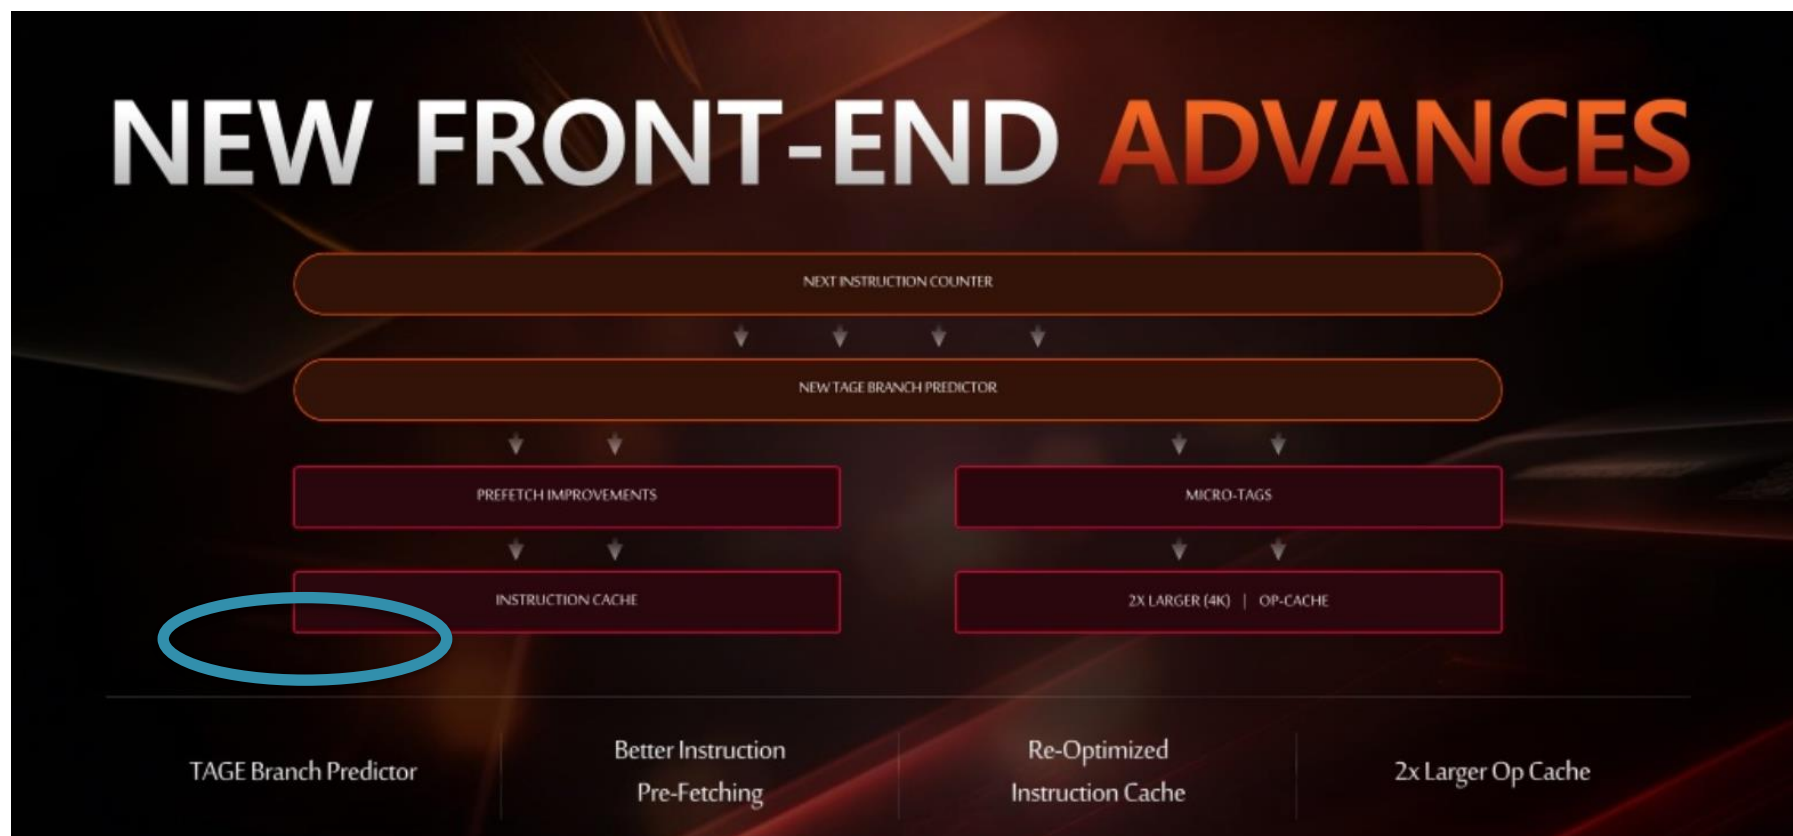 NEW FRONT-END ADVANCES
NEXT INSTRUCTION COUNTER
NEW TAGE BRANCH PREDICTOR
PREFETCH IMPROVEMENTS
MICRO-TAGS
INSTRUCTION CACHE
2X LARGER (4K) | OP-CACHE
TAGE Branch Predictor
Better Instruction
Pre-Fetching
Re-Optimized
Instruction Cache
2x Larger Op Cache